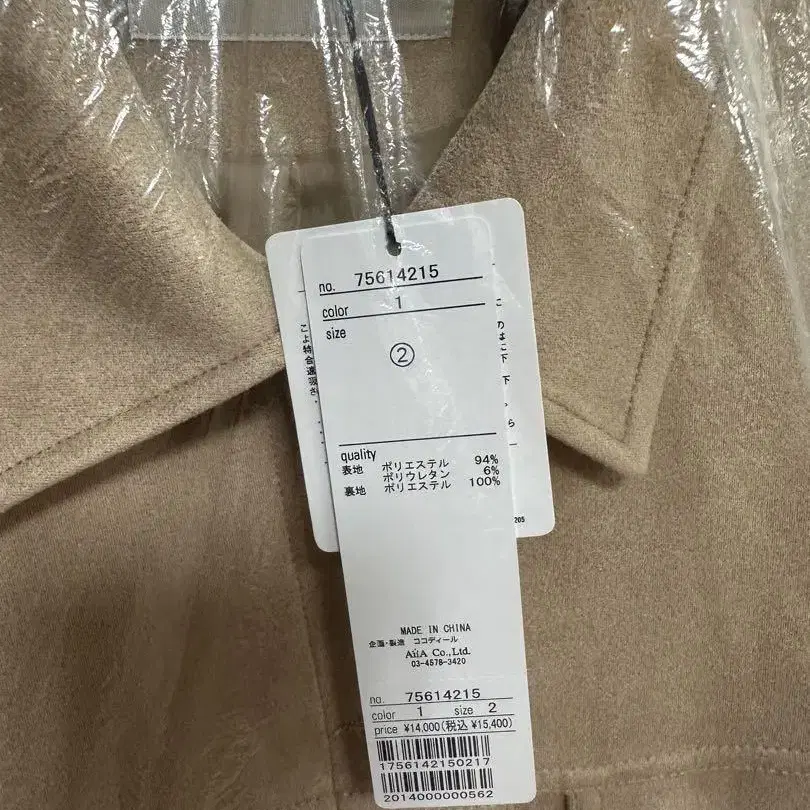 no. 75614215
color 1
size
②
quality
表地 ポリエステル 94%
ポリウレタン 6%
裏地 ポリエステル 100%
MADE IN CHINA
企画・製造 ココディール
AiiA Co.,Ltd.
03-4578-3420
no. 75614215
color 1 size 2
price ¥14,000(税込 ¥15,400)
1756142150217
2014000000562